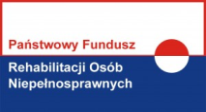 Państwowy Fundusz
Rehabilitacji Osób
Niepełnosprawnych